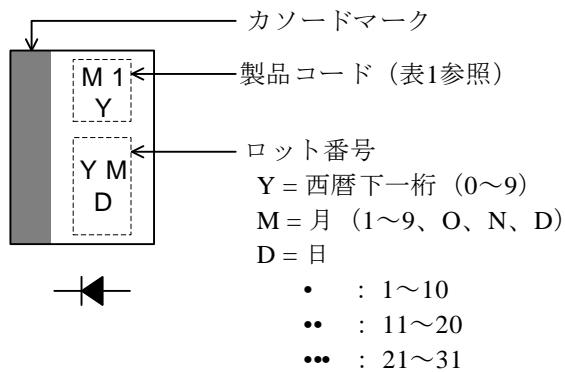 カソードマーク
M 1
Y
製品コード（表1参照）
Y M
D
ロット番号
Y = 西暦下一桁（0～9）
M = 月（1～9、O、N、D）
D = 日
• : 1～10
•• : 11～20
••• : 21～31